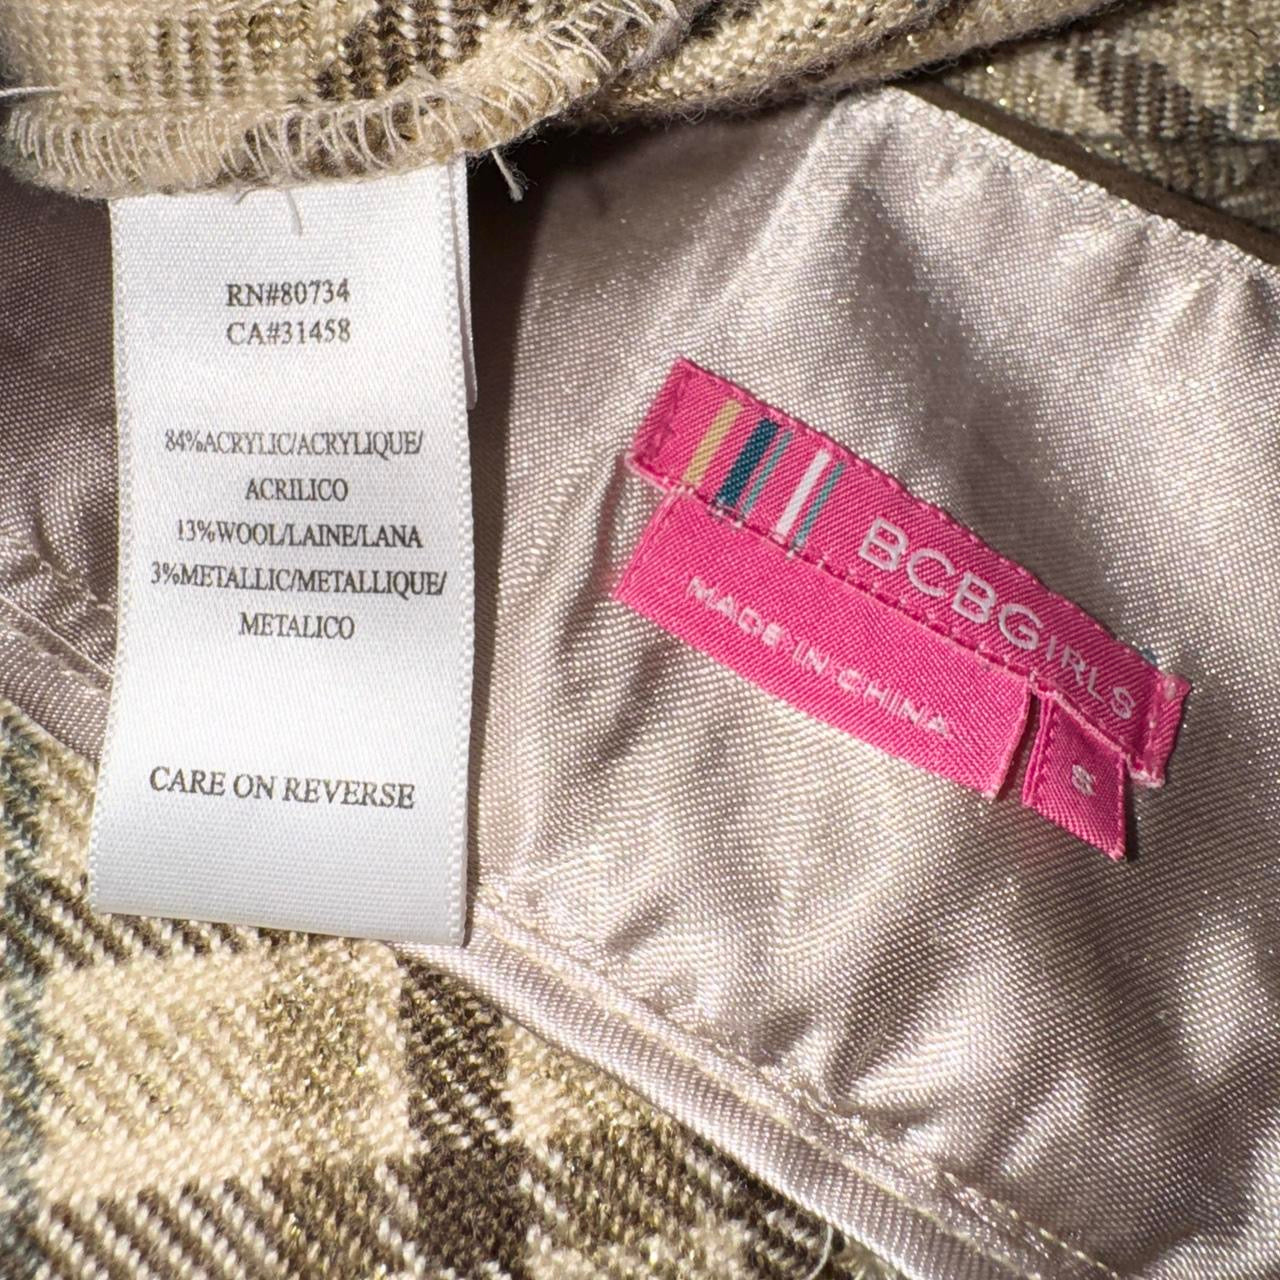 RN#80734
CA#31458
84%ACRYLIC/ACRYLIQUE/
ACRILICO
13%WOOL/LAINE/LANA
3%METALLIC/METALLIQUE/
METALICO
CARE ON REVERSE
BCBGIRLS
MADE IN CHINA
S